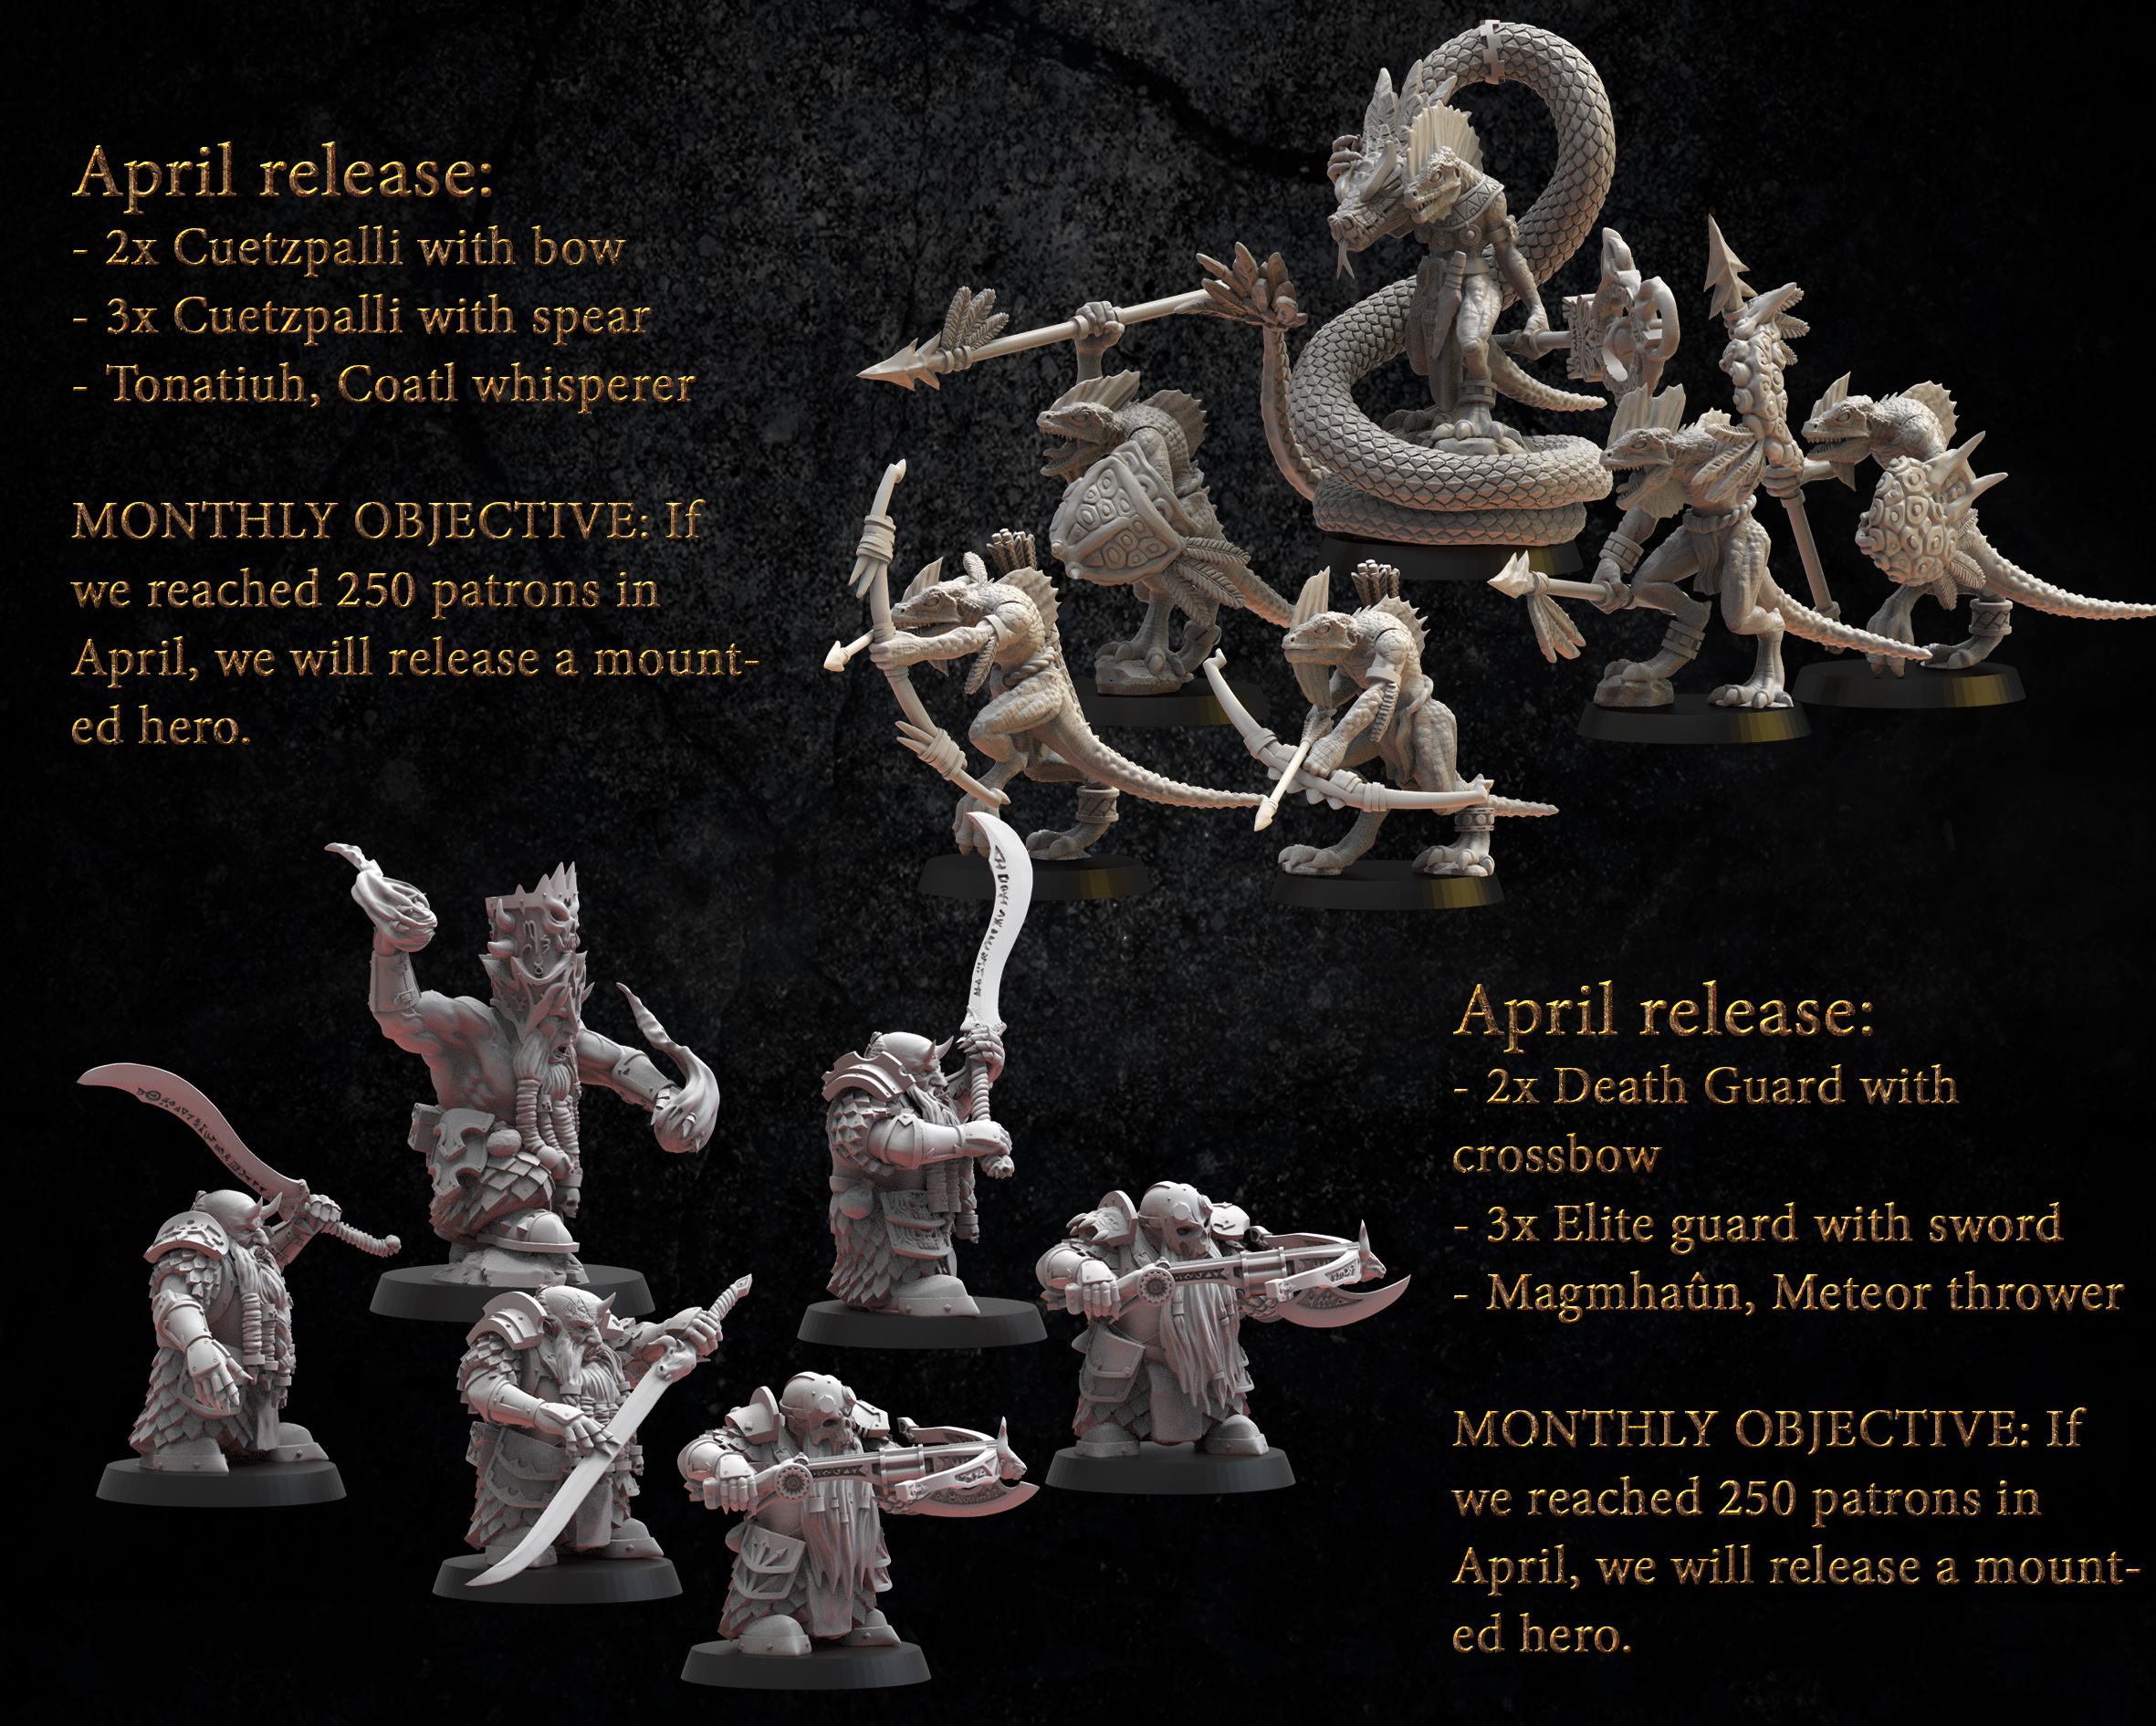 April release:
- 2x Cuetzpalli with bow
- 3x Cuetzpalli with spear
- Tonatiuh, Coatl whisperer
MONTHLY OBJECTIVE: If
we reached 250 patrons in
April, we will release a mount-
ed hero.
April release:
- 2x Death Guard with
crossbow
- 3x Elite guard with sword
- Magmhaûn, Meteor thrower
MONTHLY OBJECTIVE: If
we reached 250 patrons in
April, we will release a mount-
ed hero.